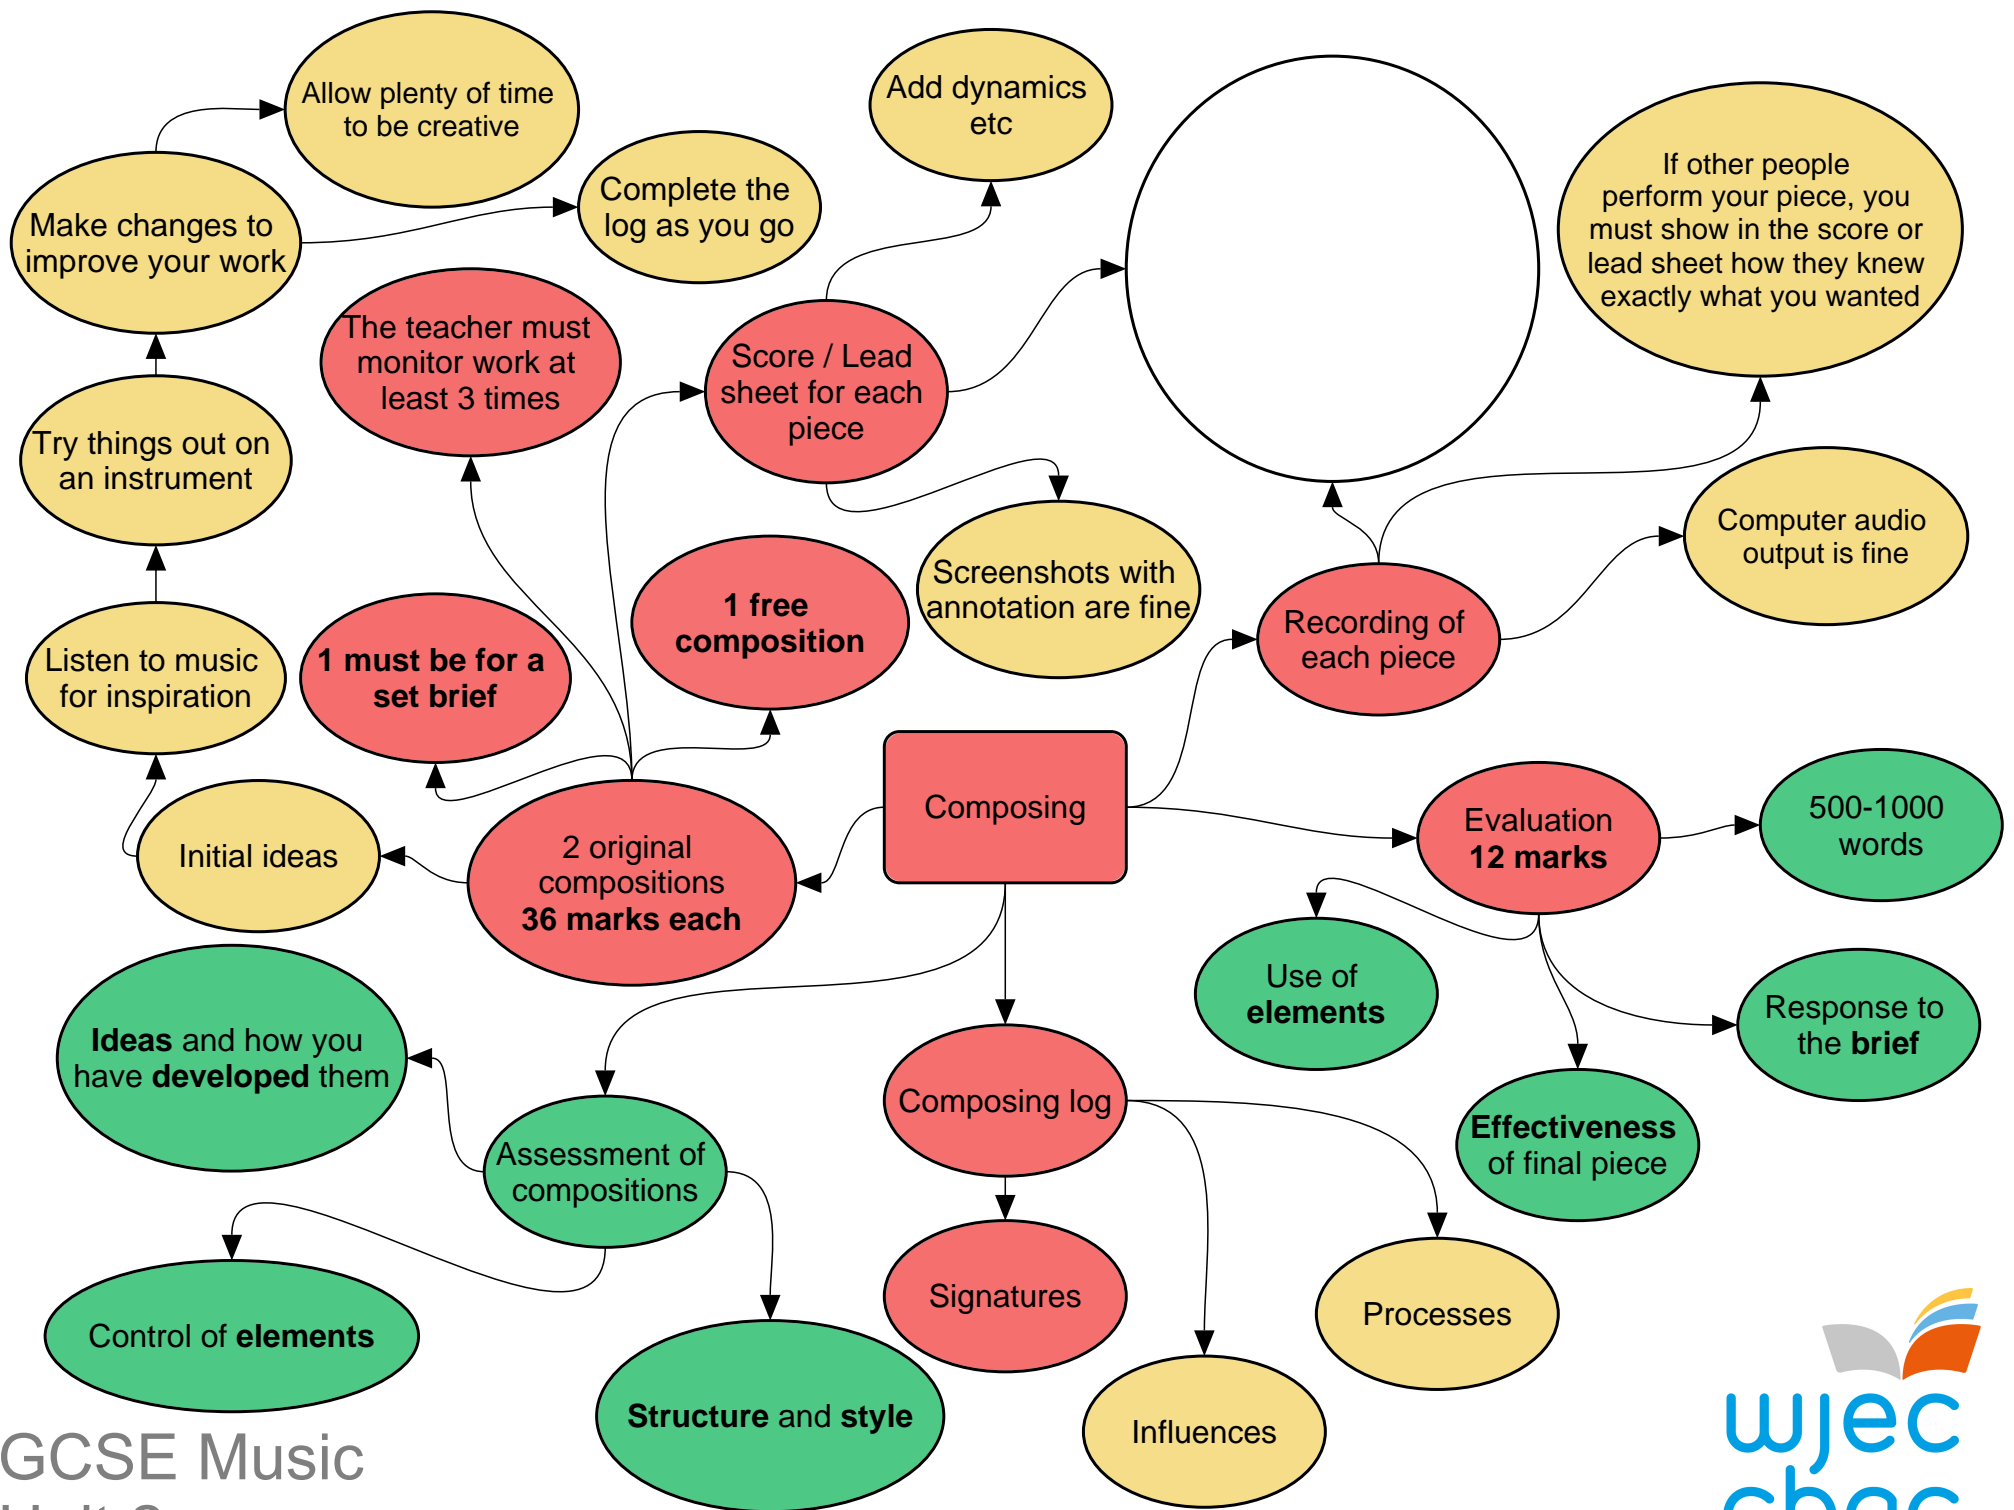 Allow plenty of time
to be creative
Add dynamics
etc
If other people
perform your piece, you
must show in the score or
lead sheet how they knew
exactly what you wanted
Make changes to
improve your work
Complete the
log as you go
The teacher must
monitor work at
least 3 times
Score / Lead
sheet for each
piece
Try things out on
an instrument
Computer audio
output is fine
Screenshots with
annotation are fine
1 free
composition
Recording of
each piece
Listen to music
for inspiration
1 must be for a
set brief
Composing
Evaluation
12 marks
500-1000
words
Initial ideas
2 original
compositions
36 marks each
Use of
elements
Response to
the brief
Ideas and how you
have developed them
Composing log
Effectiveness
of final piece
Assessment of
compositions
Signatures
Processes
Control of elements
Structure and style
Influences
GCSE Music
wjec
cbac